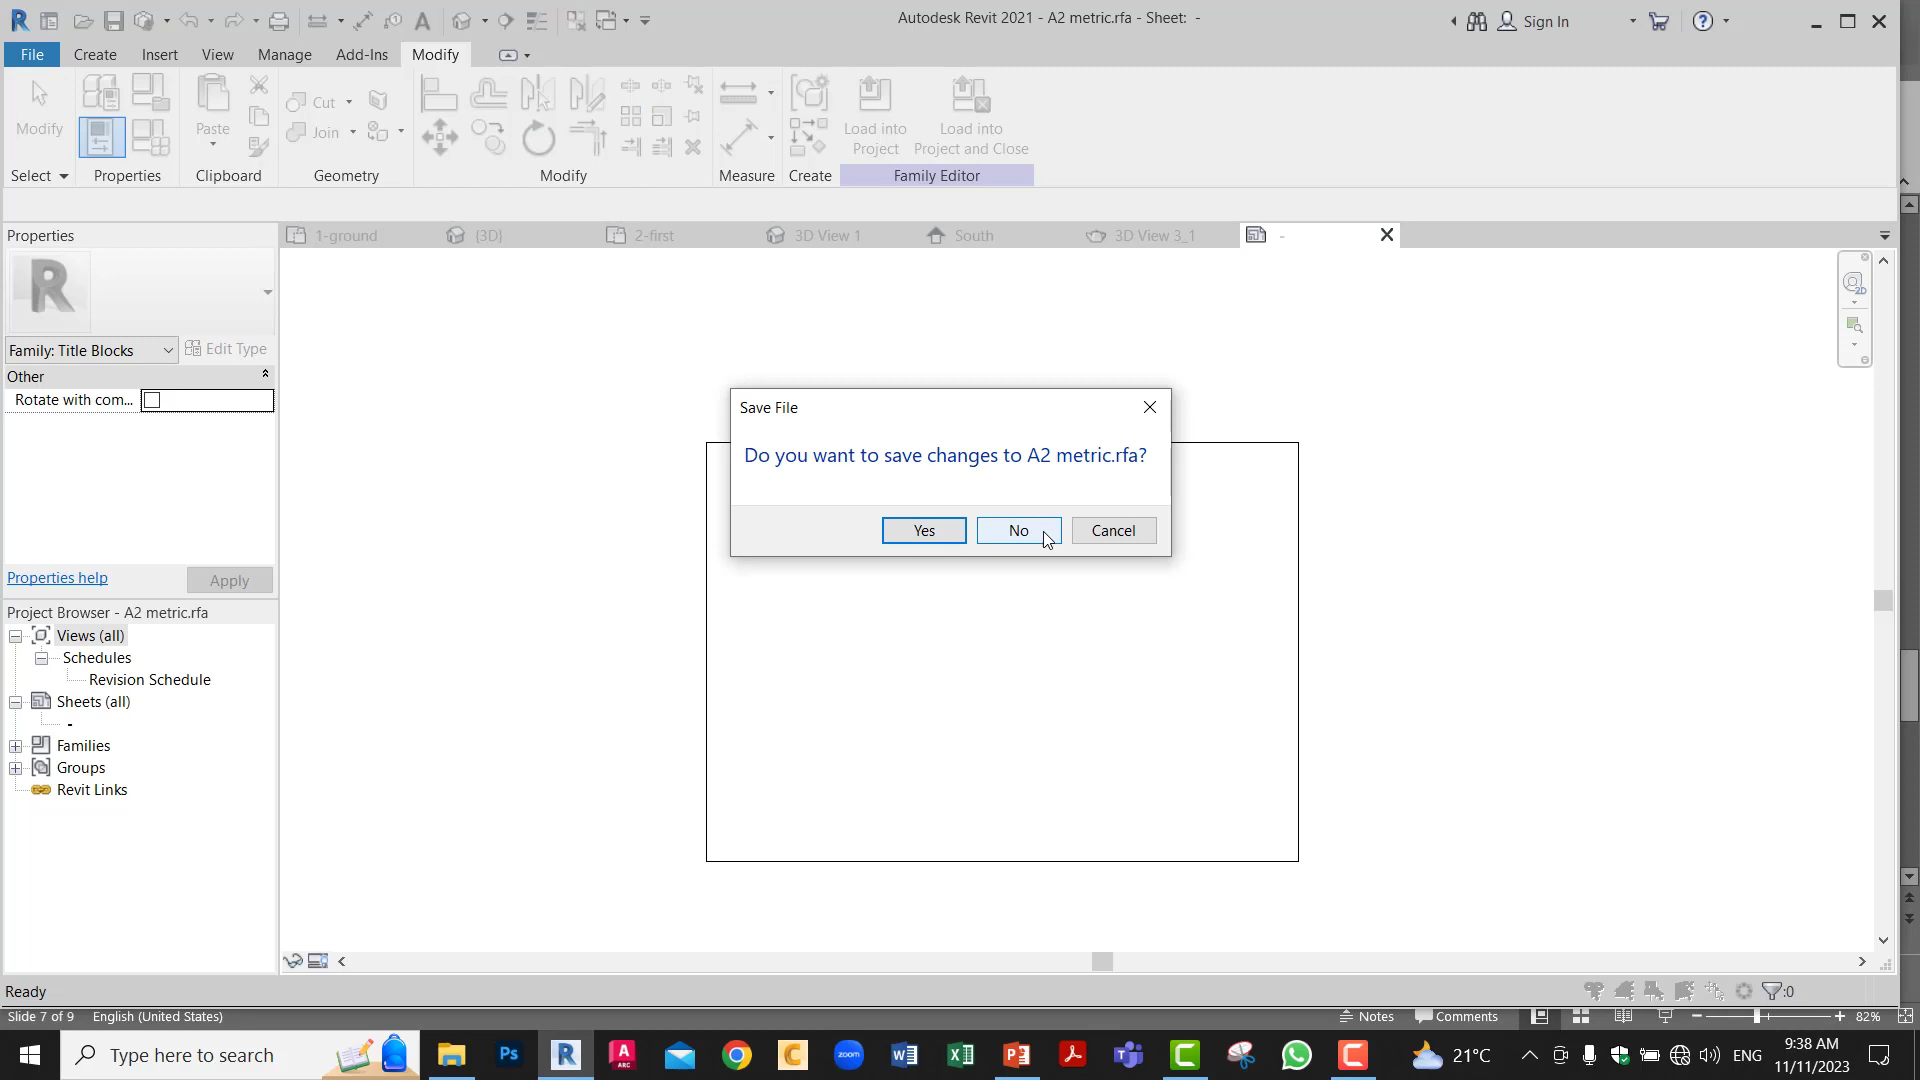 Autodesk Revit 2021 - A2 metric.rfa - Sheet: -
Sign In
File Create Insert View Manage Add-Ins Modify
Modify
Paste
Cut
Join
Load into Project
Load into Project and Close
Select Properties Clipboard Geometry Modify Measure Create Family Editor
Properties
1-ground {3D} 2-first 3D View 1 South 3D View 3_1 -
R
Family: Title Blocks Edit Type
Other
Rotate with com...
2D
Save File
Do you want to save changes to A2 metric.rfa?
Yes No Cancel
Properties help Apply
Project Browser - A2 metric.rfa
Views (all)
Schedules
Revision Schedule
Sheets (all)
-
Families
Groups
Revit Links
Ready
:0
Slide 7 of 9 English (United States) Notes Comments 82%
Type here to search
Ps
R
A
ARC
C
zoom
21°C
ENG
9:38 AM
11/11/2023